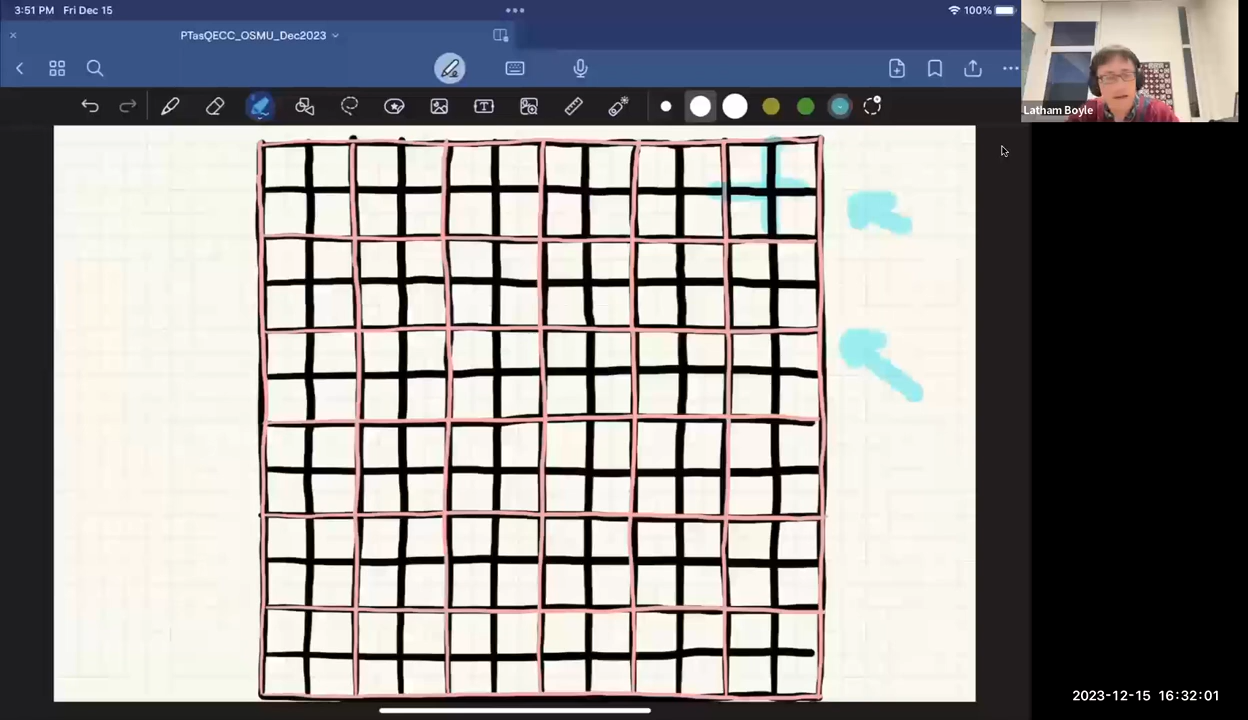 3:51 PM Fri Dec 15
100%
PTasQECC_OSMU_Dec2023
Latham Boyle
2023-12-15 16:32:01